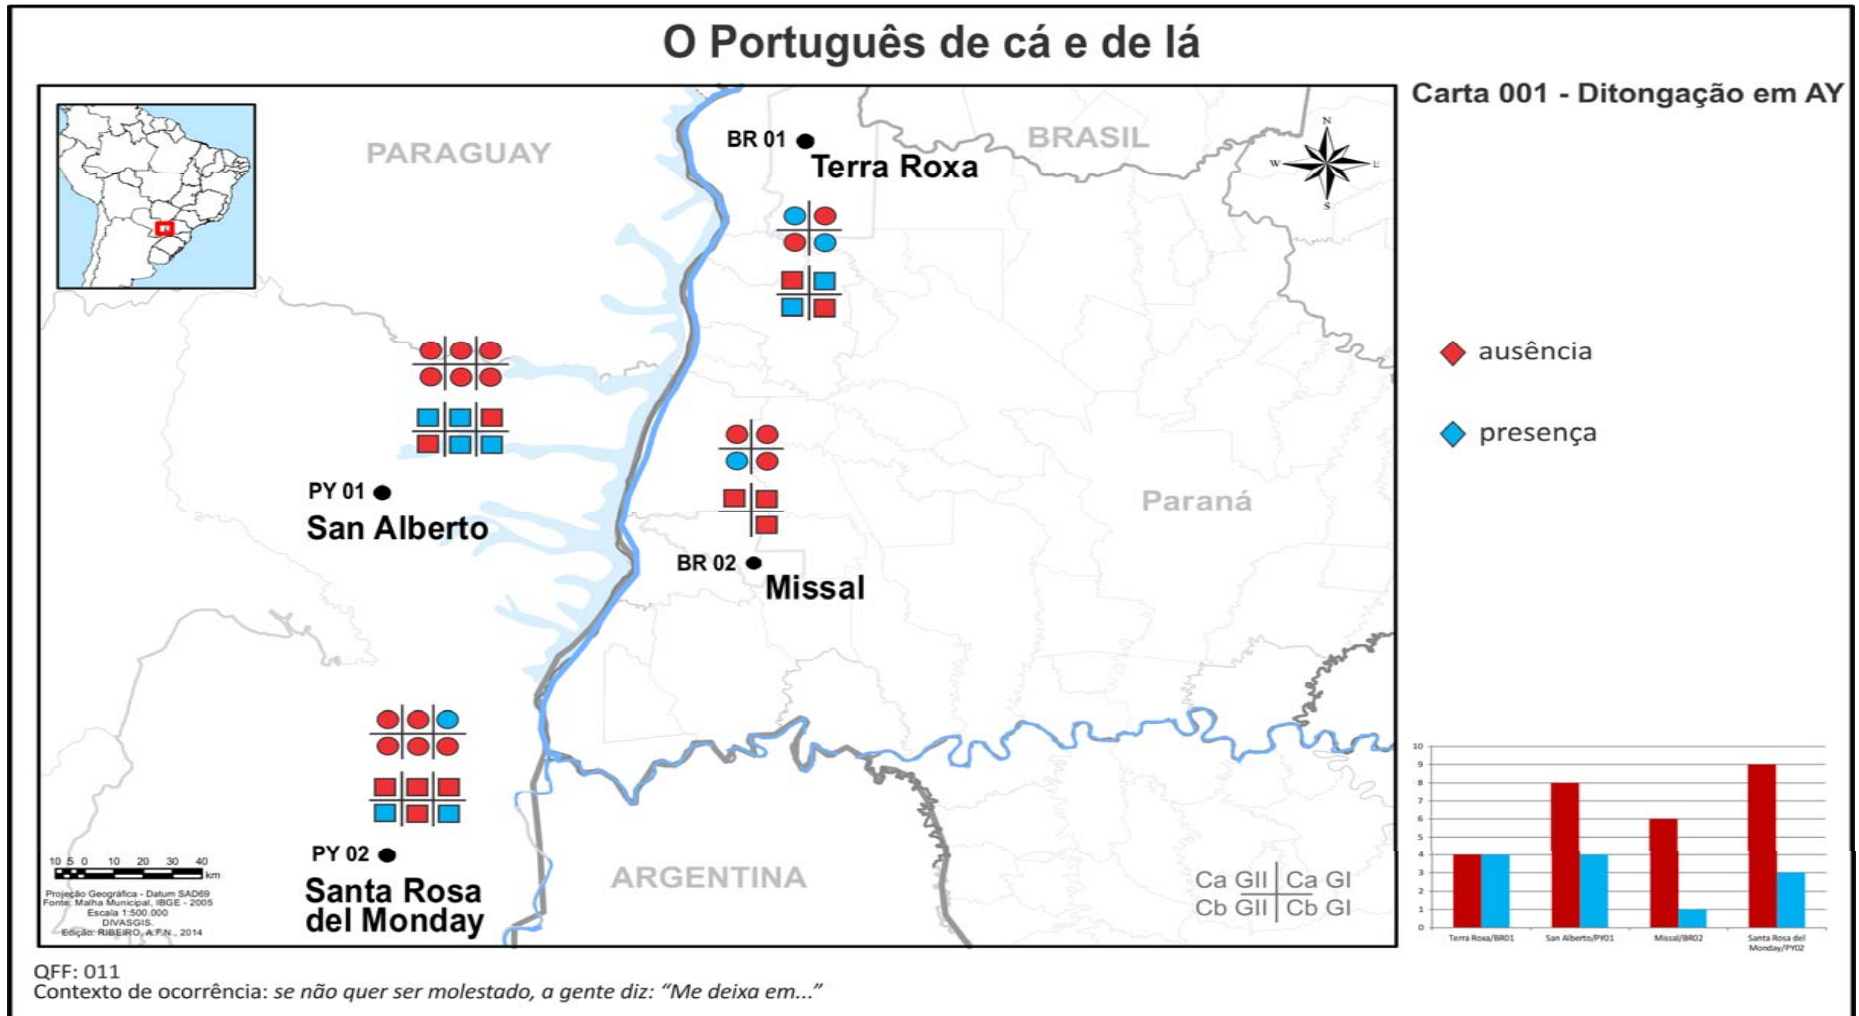 O Português de cá e de lá
Carta 001 - Ditongação em AY
PARAGUAY
BR 01
Terra Roxa
BRASIL
N
W
E
S
ausência
presença
PY 01
San Alberto
Paraná
BR 02
Missal
PY 02
Santa Rosa
del Monday
ARGENTINA
Ca GII Ca GI
Cb GII Cb GI
10 5 0 10 20 30 40
km
Projeção Geográfica - Datum SAD69
Fonte: Malha Municipal, IBGE - 2005
Escala 1:500.000
DIVASGIS
Edição: RIBEIRO, A.F.N., 2014
10
9
8
7
6
5
4
3
2
1
0
Terra Roxa/BR01
San Alberto/PY01
Missal/BR02
Santa Rosa del
Monday/PY02
QFF: 011
Contexto de ocorrência: se não quer ser molestado, a gente diz: “Me deixa em...”